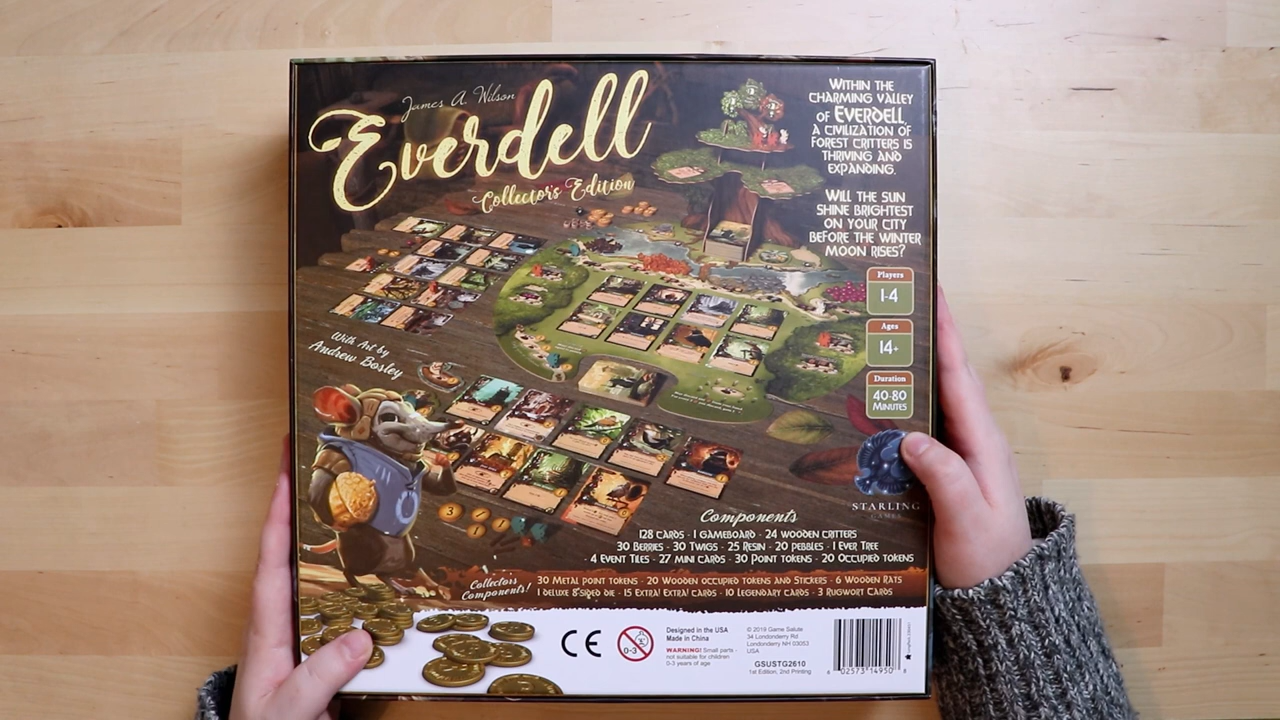 James A. Wilson
Everdell
Collector's Edition
Within the
charming valley
of Everdell,
a civilization of
forest critters is
thriving and
expanding.
Will the sun
shine brightest
on your city
before the winter
moon rises?
Players
1-4
Ages
14+
Duration
40-80
Minutes
With Art by
Andrew Bosley
3
1
STARLING
GAMES
Components
128 cards · 1 Gameboard · 24 wooden critters
30 Berries · 30 Twigs · 25 Resin · 20 pebbles · 1 Ever Tree
· 4 Event Tiles · 27 mini cards · 30 Point tokens · 20 Occupied tokens
Collectors
Components!
30 Metal point tokens · 20 Wooden occupied tokens and Stickers · 6 Wooden Rats
1 deluxe 8 sided die · 15 Extra! Extra! cards · 10 Legendary cards · 3 Rugwort Cards
CE
0-3
Designed in the USA
Made in China
WARNING! Small parts -
not suitable for children
0-3 years of age
© 2019 Game Salute
34 Londonderry Rd
Londonderry NH 03053
USA
GSUSTG2610
1st Edition, 2nd Printing
6 02573 14950 8